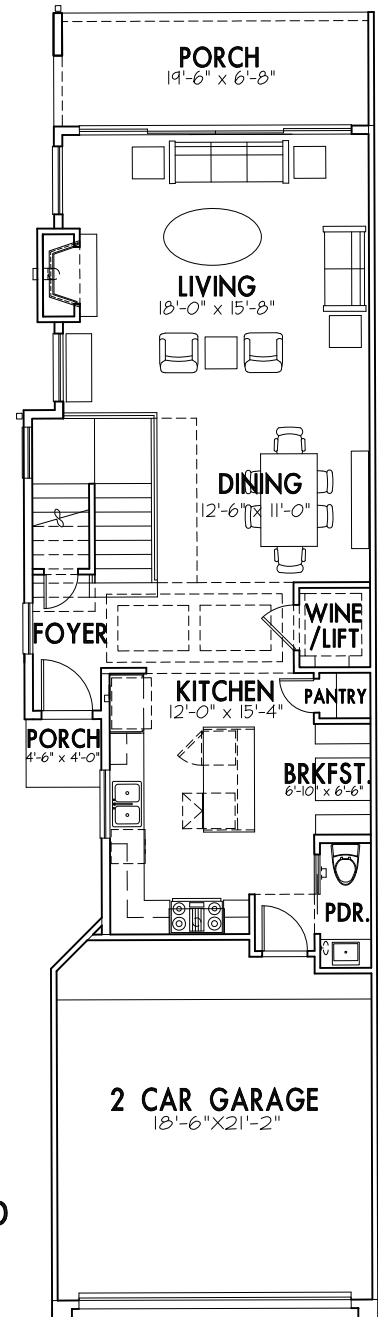 PORCH
19'-6" x 6'-8"
LIVING
18'-0" x 15'-8"
DINING
12'-6" x 11'-0"
WINE
/LIFT
FOYER
KITCHEN
12'-0" x 15'-4"
PANTRY
PORCH
4'-6" x 4'-0"
BRKFST.
6'-10" x 6'-6"
PDR.
2 CAR GARAGE
18'-6"X21'-2"